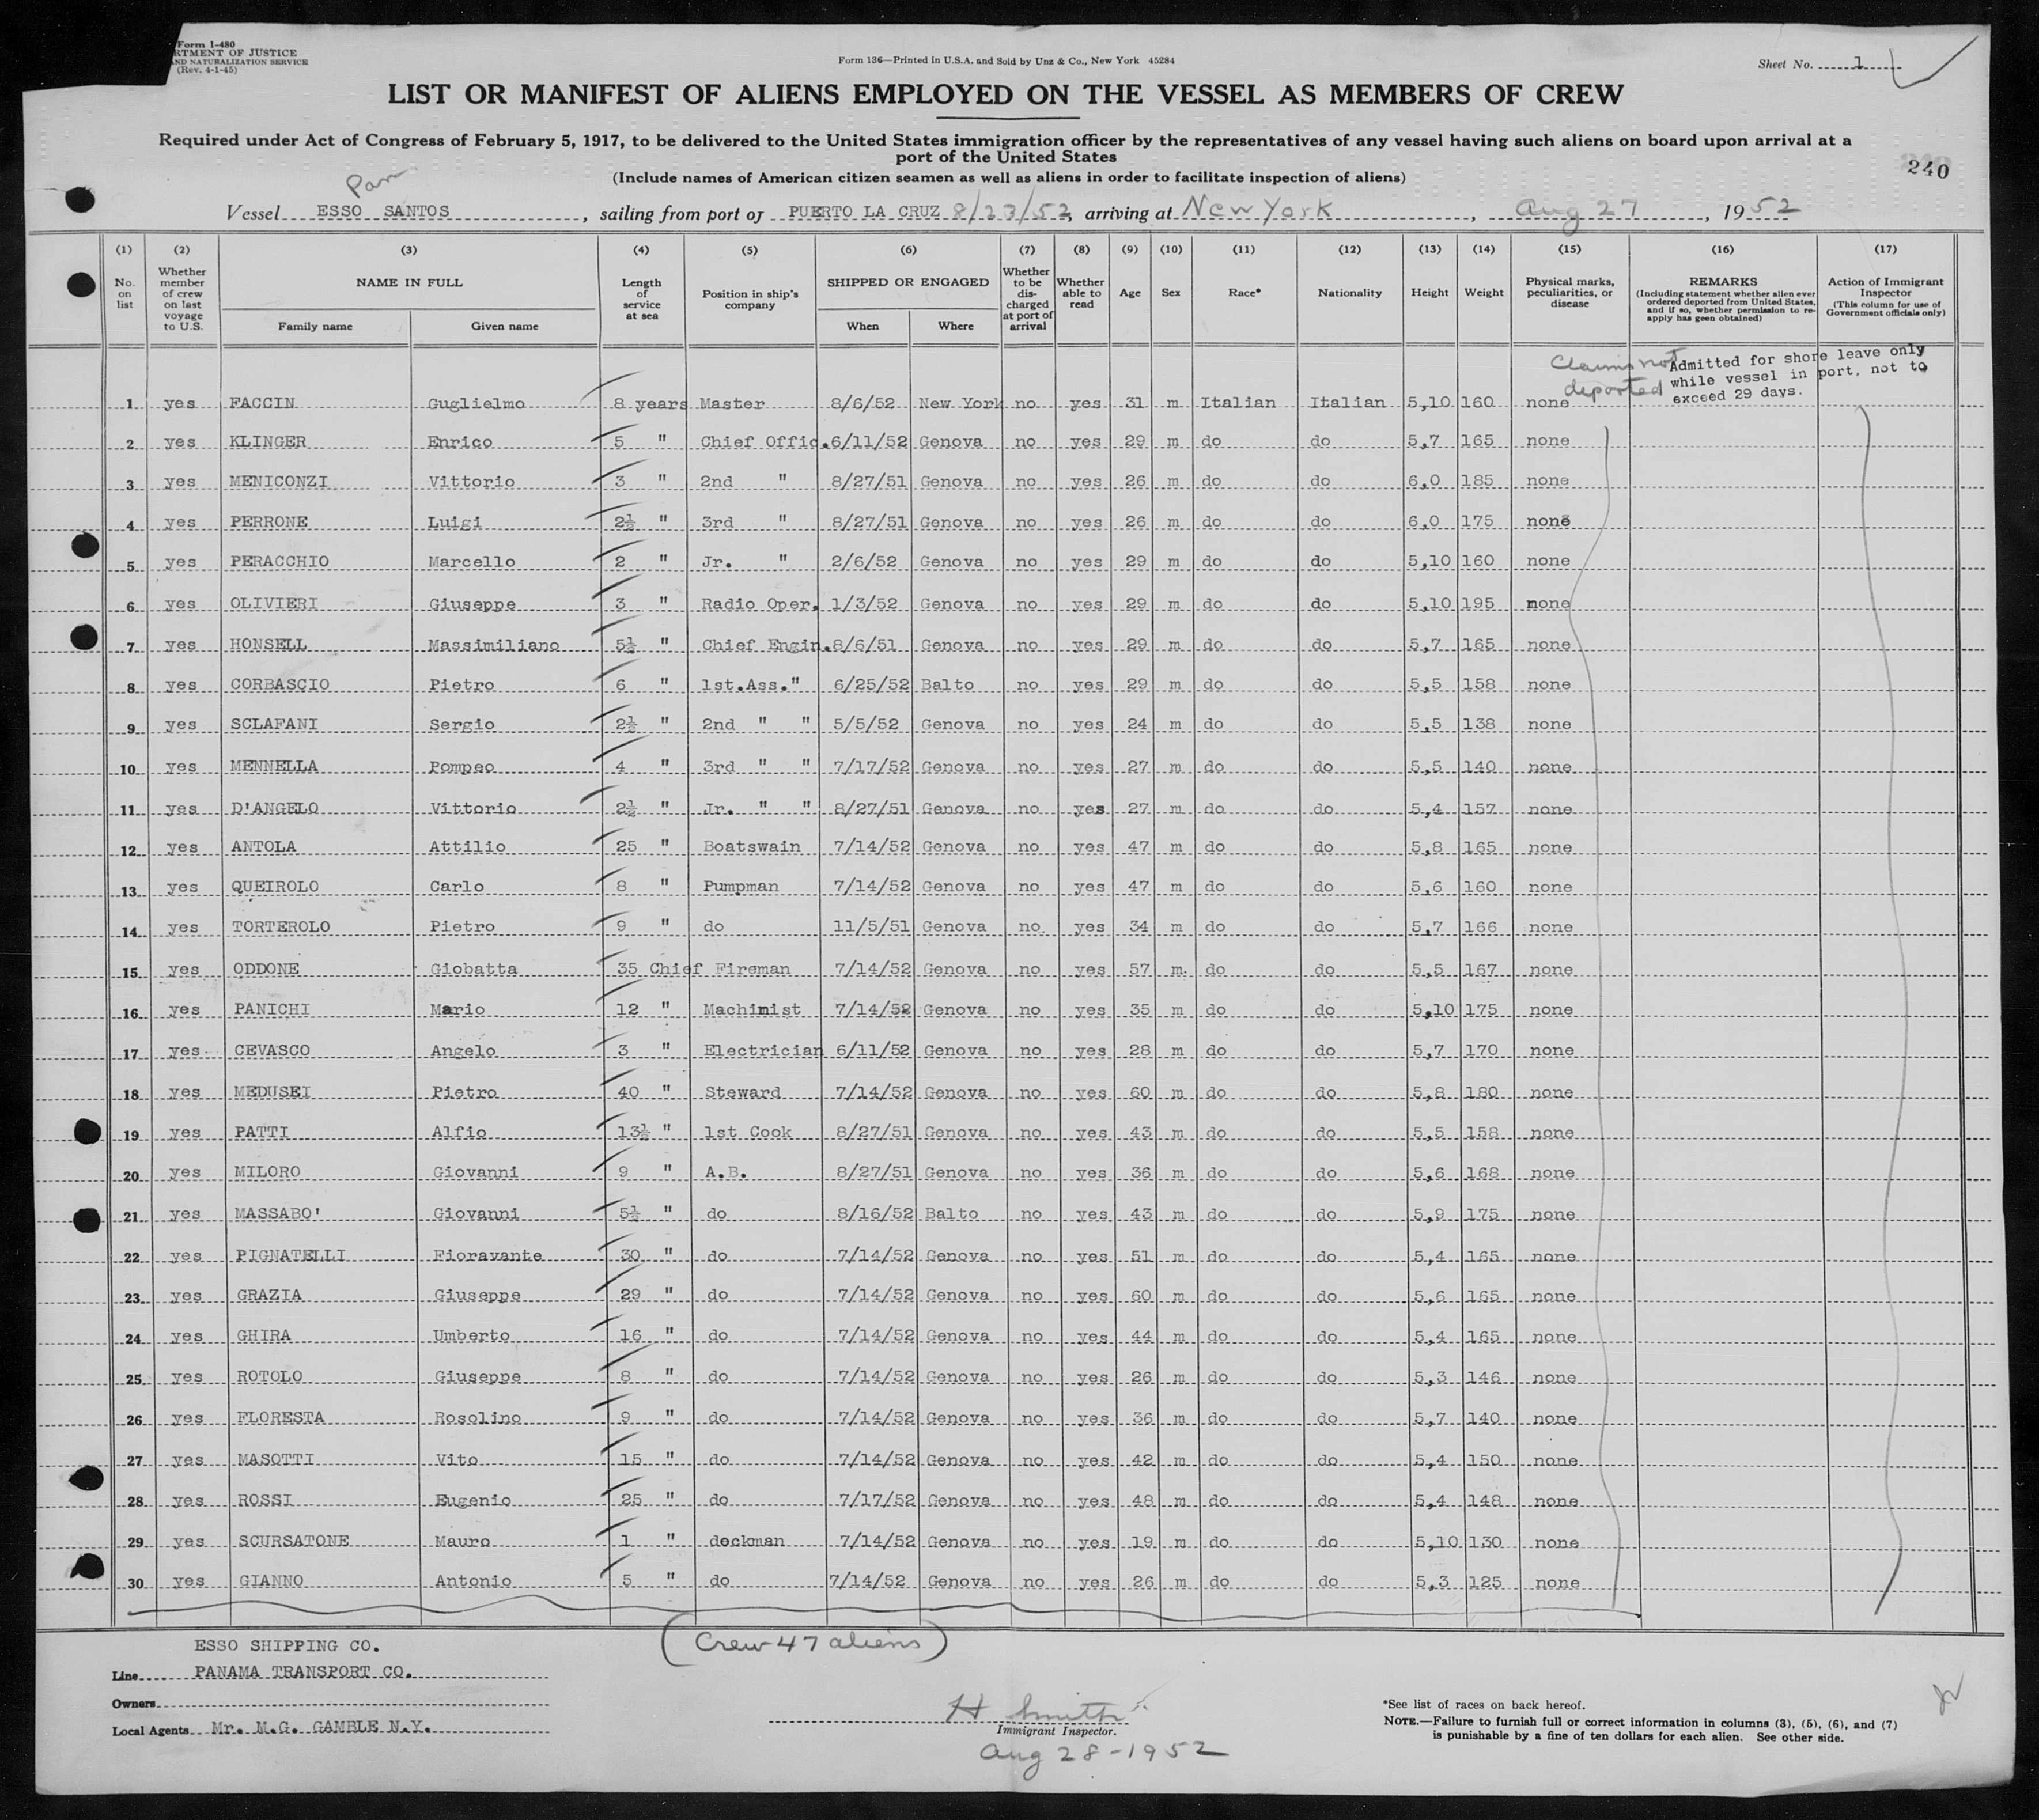 Form 1-480
RTMENT OF JUSTICE
ND NATURALIZATION SERVICE
(Rev. 4-1-45)
Form 136—Printed in U.S.A. and Sold by Unz & Co., New York 45284
Sheet No. 1
LIST OR MANIFEST OF ALIENS EMPLOYED ON THE VESSEL AS MEMBERS OF CREW
Required under Act of Congress of February 5, 1917, to be delivered to the United States immigration officer by the representatives of any vessel having such aliens on board upon arrival at a
port of the United States
240
(Include names of American citizen seamen as well as aliens in order to facilitate inspection of aliens)
Pan
Vessel ESSO SANTOS, sailing from port of PUERTO LA CRUZ 8/23/52, arriving at New York, Aug 27, 1952
(1) (2) (3) (4) (5) (6) (7) (8) (9) (10) (11) (12) (13) (14) (15) (16) (17)
No. on list
Whether member of crew on last voyage to U.S.
NAME IN FULL
Family name Given name
Length of service at sea
Position in ship's company
SHIPPED OR ENGAGED
When Where
Whether to be dis-charged at port of arrival
Whether able to read
Age
Sex
Race*
Nationality
Height
Weight
Physical marks, peculiarities, or disease
REMARKS
(Including statement whether alien ever ordered deported from United States, and if so, whether permission to re-apply has geen obtained)
Action of Immigrant Inspector
(This column for use of Government officials only)
Claims not deported
Admitted for shore leave only
while vessel in port, not to
exceed 29 days.
1 yes FACCIN Guglielmo 8 years Master 8/6/52 New York no yes 31 m Italian Italian 5,10 160 none
2 yes KLINGER Enrico 5 " Chief Offic. 6/11/52 Genova no yes 29 m do do 5,7 165 none
3 yes MENICONZI Vittorio 3 " 2nd " 8/27/51 Genova no yes 26 m do do 6,0 185 none
4 yes PERRONE Luigi 2½ " 3rd " 8/27/51 Genova no yes 26 m do do 6,0 175 none
5 yes PERACCHIO Marcello 2 " Jr. " 2/6/52 Genova no yes 29 m do do 5,10 160 none
6 yes OLIVIERI Giuseppe 3 " Radio Oper. 1/3/52 Genova no yes 29 m do do 5,10 195 none
7 yes HONSELL Massimiliano 5½ " Chief Engin. 8/6/51 Genova no yes 29 m do do 5,7 165 none
8 yes CORBASCIO Pietro 6 " 1st.Ass." 6/25/52 Balto no yes 29 m do do 5,5 158 none
9 yes SCLAFANI Sergio 2½ " 2nd " " 5/5/52 Genova no yes 24 m do do 5,5 138 none
10 yes MENNELLA Pompeo 4 " 3rd " " 7/17/52 Genova no yes 27 m do do 5,5 140 none
11 yes D'ANGELO Vittorio 2½ " Jr. " " 8/27/51 Genova no yes 27 m do do 5,4 157 none
12 yes ANTOLA Attilio 25 " Boatswain 7/14/52 Genova no yes 47 m do do 5,8 165 none
13 yes QUEIROLO Carlo 8 " Pumpman 7/14/52 Genova no yes 47 m do do 5,6 160 none
14 yes TORTEROLO Pietro 9 " do 11/5/51 Genova no. yes 34 m do do 5,7 166 none
15 yes ODDONE Giobatta 35 Chief Fireman 7/14/52 Genova no yes 57 m. do do 5,5 167 none
16 yes PANICHI Mario 12 " Machinist 7/14/52 Genova no yes 35 m do do 5,10 175 none
17 yes CEVASCO Angelo 3 " Electrician 6/11/52 Genova no yes 28 m do do 5,7 170 none
18 yes MEDUSEI Pietro 40 " Steward 7/14/52 Genova no yes 60 m do do 5,8 180 none
19 yes PATTI Alfio 13½ " 1st Cook 8/27/51 Genova no yes 43 m do do 5,5 158 none
20 yes MILORO Giovanni 9 " A.B. 8/27/51 Genova no yes 36 m do do 5,6 168 none
21 yes MASSABO' Giovanni 5½ " do 8/16/52 Balto no yes 43 m do do 5,9 175 none
22 yes PIGNATELLI Fioravante 30 " do 7/14/52 Genova no yes 51 m do do 5,4 165 none
23 yes GRAZIA Giuseppe 29 " do 7/14/52 Genova no yes 60 m do do 5,6 165 none
24 yes GHIRA Umberto 16 " do 7/14/52 Genova no yes 44 m do do 5,4 165 none
25 yes ROTOLO Giuseppe 8 " do 7/14/52 Genova no yes 26 m do do 5,3 146 none
26 yes FLORESTA Rosolino 9 " do 7/14/52 Genova no yes 36 m do do 5,7 140 none
27 yes MASOTTI Vito 15 " do 7/14/52 Genova no yes 42 m do do 5,4 150 none
28 yes ROSSI Eugenio 25 " do 7/17/52 Genova no yes 48 m do do 5,4 148 none
29 yes SCURSATONE Mauro 1 " deckman 7/14/52 Genova no yes 19 m do do 5,10 130 none
30 yes GIANNO Antonio 5 " do 7/14/52 Genova no yes 26 m do do 5,3 125 none
(Crew 47 aliens)
ESSO SHIPPING CO.
Line PANAMA TRANSPORT CO.
Owners
Local Agents Mr. M.G. GAMBLE N.Y.
H Smith
Immigrant Inspector.
Aug 28-1952
*See list of races on back hereof.
NOTE.—Failure to furnish full or correct information in columns (3), (5), (6), and (7)
is punishable by a fine of ten dollars for each alien. See other side.